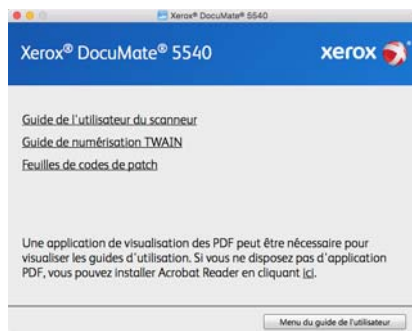 Xerox® DocuMate® 5540
Xerox® DocuMate® 5540
xerox
Guide de l'utilisateur du scanneur
Guide de numérisation TWAIN
Feuilles de codes de patch
Une application de visualisation des PDF peut être nécessaire pour
visualiser les guides d'utilisation. Si vous ne disposez pas d'application
PDF, vous pouvez installer Acrobat Reader en cliquant ici.
Menu du guide de l'utilisateur